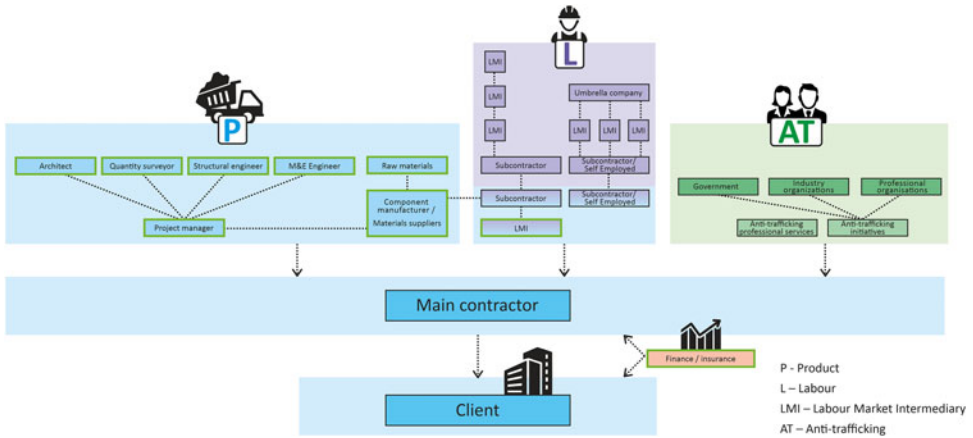 P
L
AT
Architect
Quantity surveyor
Structural engineer
M&E Engineer
Raw materials
Component
manufacturer /
Materials suppliers
Project manager
LMI
LMI
LMI
Umbrella company
LMI
LMI
LMI
Subcontractor
Subcontractor/
Self Employed
Subcontractor
Subcontractor/
Self Employed
LMI
Government
Industry
organizations
Professional
organisations
Anti-trafficking
professional services
Anti-trafficking
initiatives
Main contractor
Finance / insurance
Client
P - Product
L – Labour
LMI – Labour Market Intermediary
AT – Anti-trafficking